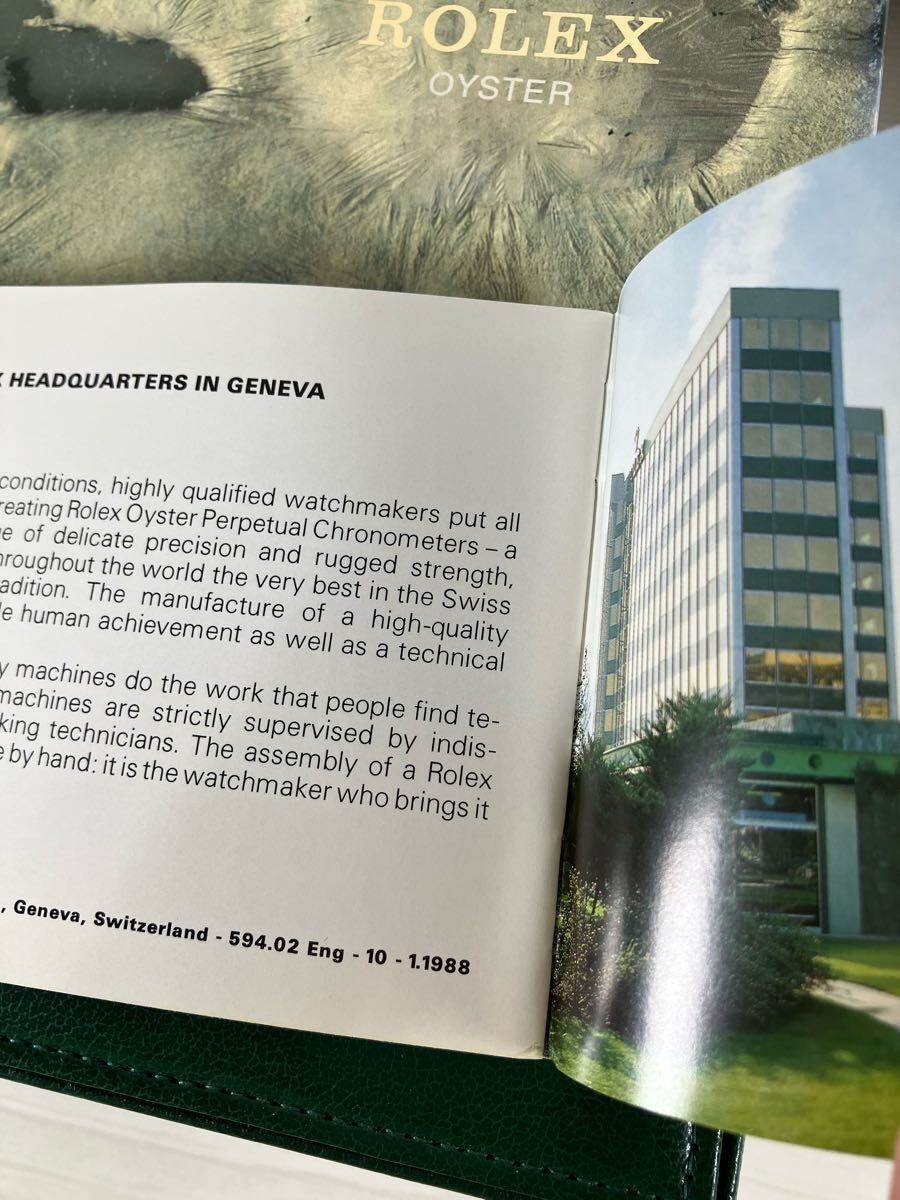 ROLEX
OYSTER
HEADQUARTERS IN GENEVA
conditions, highly qualified watchmakers put all
reating Rolex Oyster Perpetual Chronometers – a
e of delicate precision and rugged strength,
hroughout the world the very best in the Swiss
adition. The manufacture of a high-quality
le human achievement as well as a technical
y machines do the work that people find te-
machines are strictly supervised by indis-
king technicians. The assembly of a Rolex
e by hand: it is the watchmaker who brings it
, Geneva, Switzerland - 594.02 Eng - 10 - 1.1988